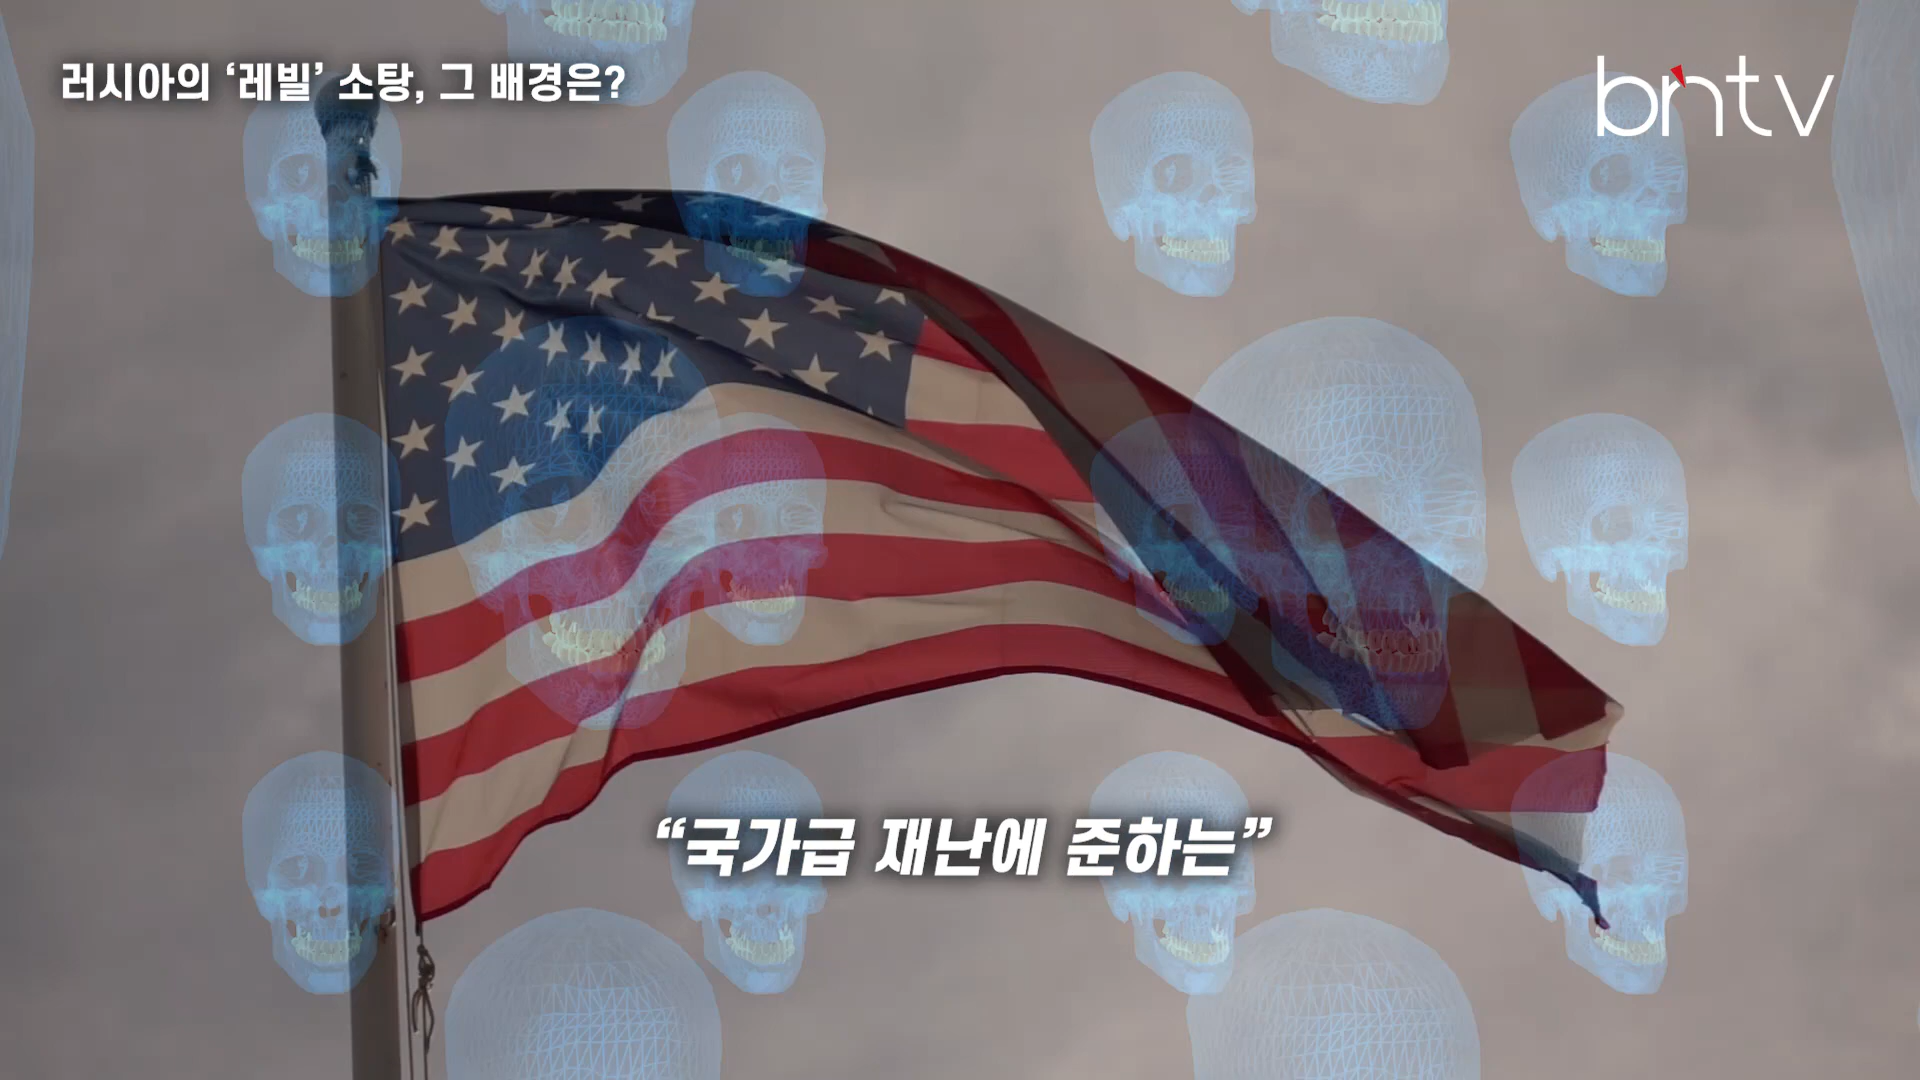 러시아의 ‘레빌’ 소탕, 그 배경은?
bntv
“국가급 재난에 준하는”